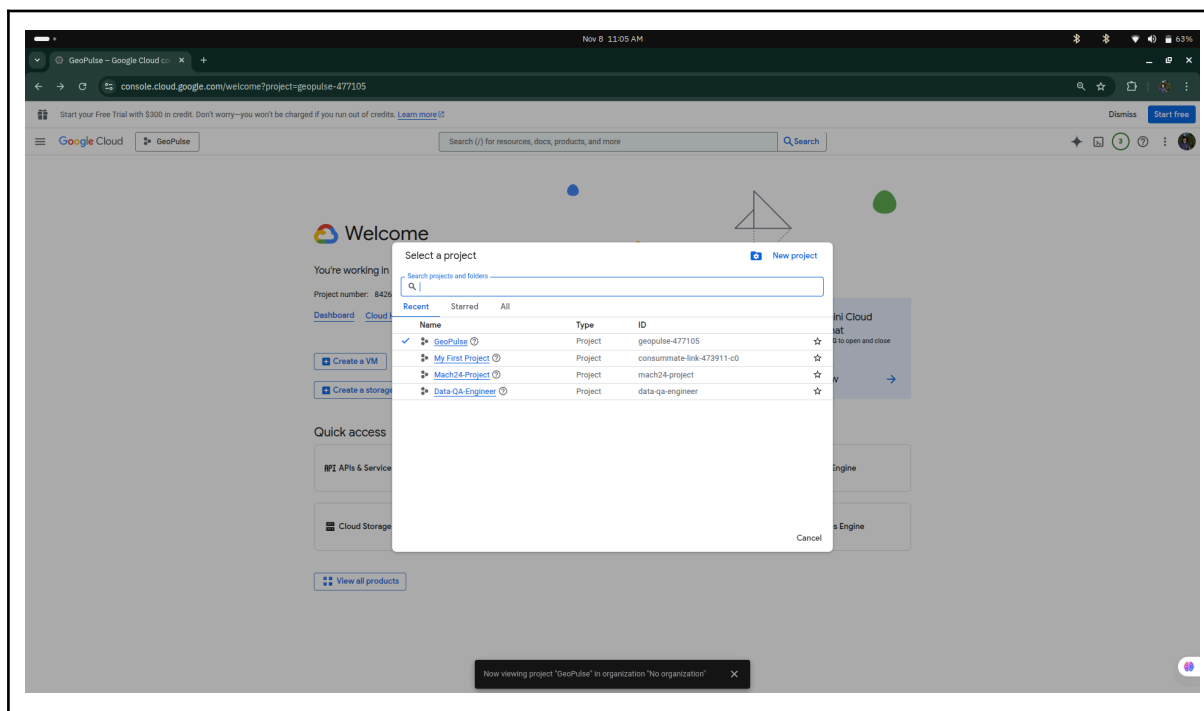 Nov 8 11:05 AM
63%
GeoPulse – Google Cloud co
console.cloud.google.com/welcome?project=geopulse-477105
Start your Free Trial with $300 in credit. Don't worry—you won't be charged if you run out of credits. Learn more
Dismiss
Start free
Google Cloud
GeoPulse
Search (/) for resources, docs, products, and more
Search
3
Welcome
You're working in
Project number: 8426
Dashboard Cloud
Create a VM
Create a storage
Quick access
API APIs & Service
Cloud Storage
View all products
Select a project
New project
Search projects and folders
Recent Starred All
Name Type ID
GeoPulse Project geopulse-477105
My First Project Project consummate-link-473911-c0
Mach24-Project Project mach24-project
Data-QA-Engineer Project data-qa-engineer
Cancel
ini Cloud
at
G to open and close
Engine
s Engine
Now viewing project "GeoPulse" in organization "No organization"